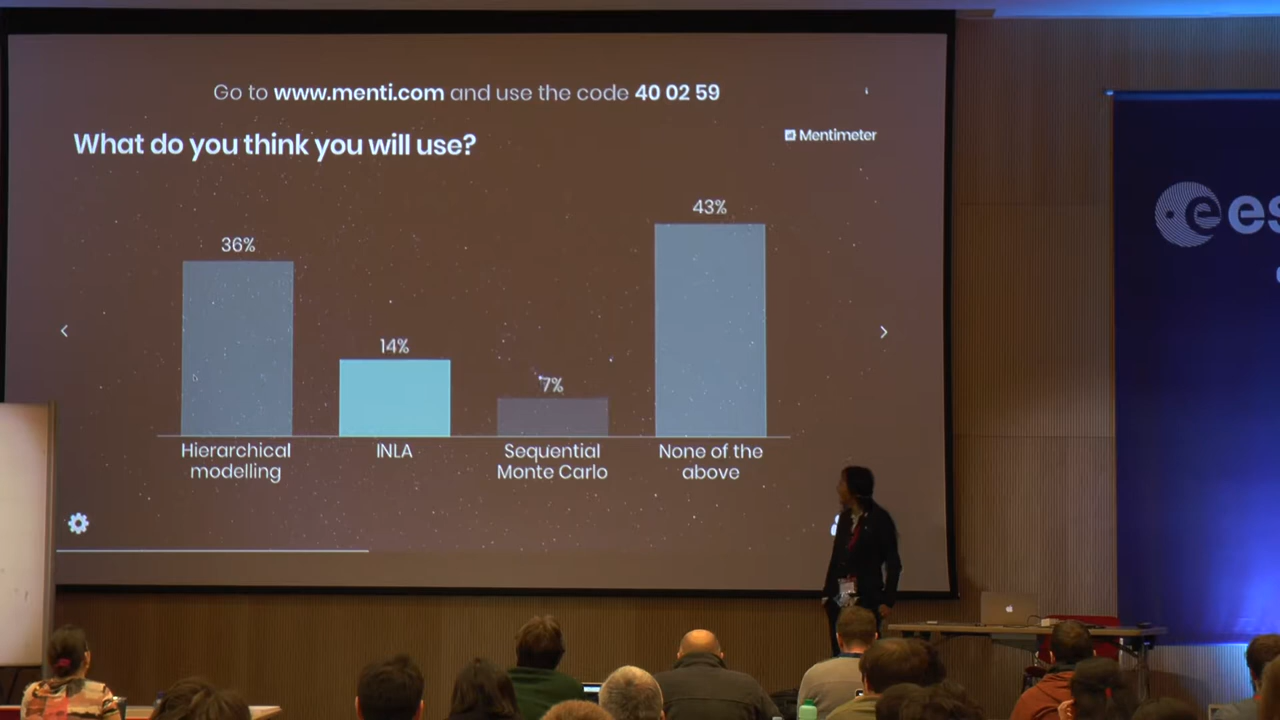 Go to www.menti.com and use the code 40 02 59
Mentimeter
What do you think you will use?
43%
36%
14%
7%
Hierarchical
modelling
INLA
Sequential
Monte Carlo
None of the
above
es